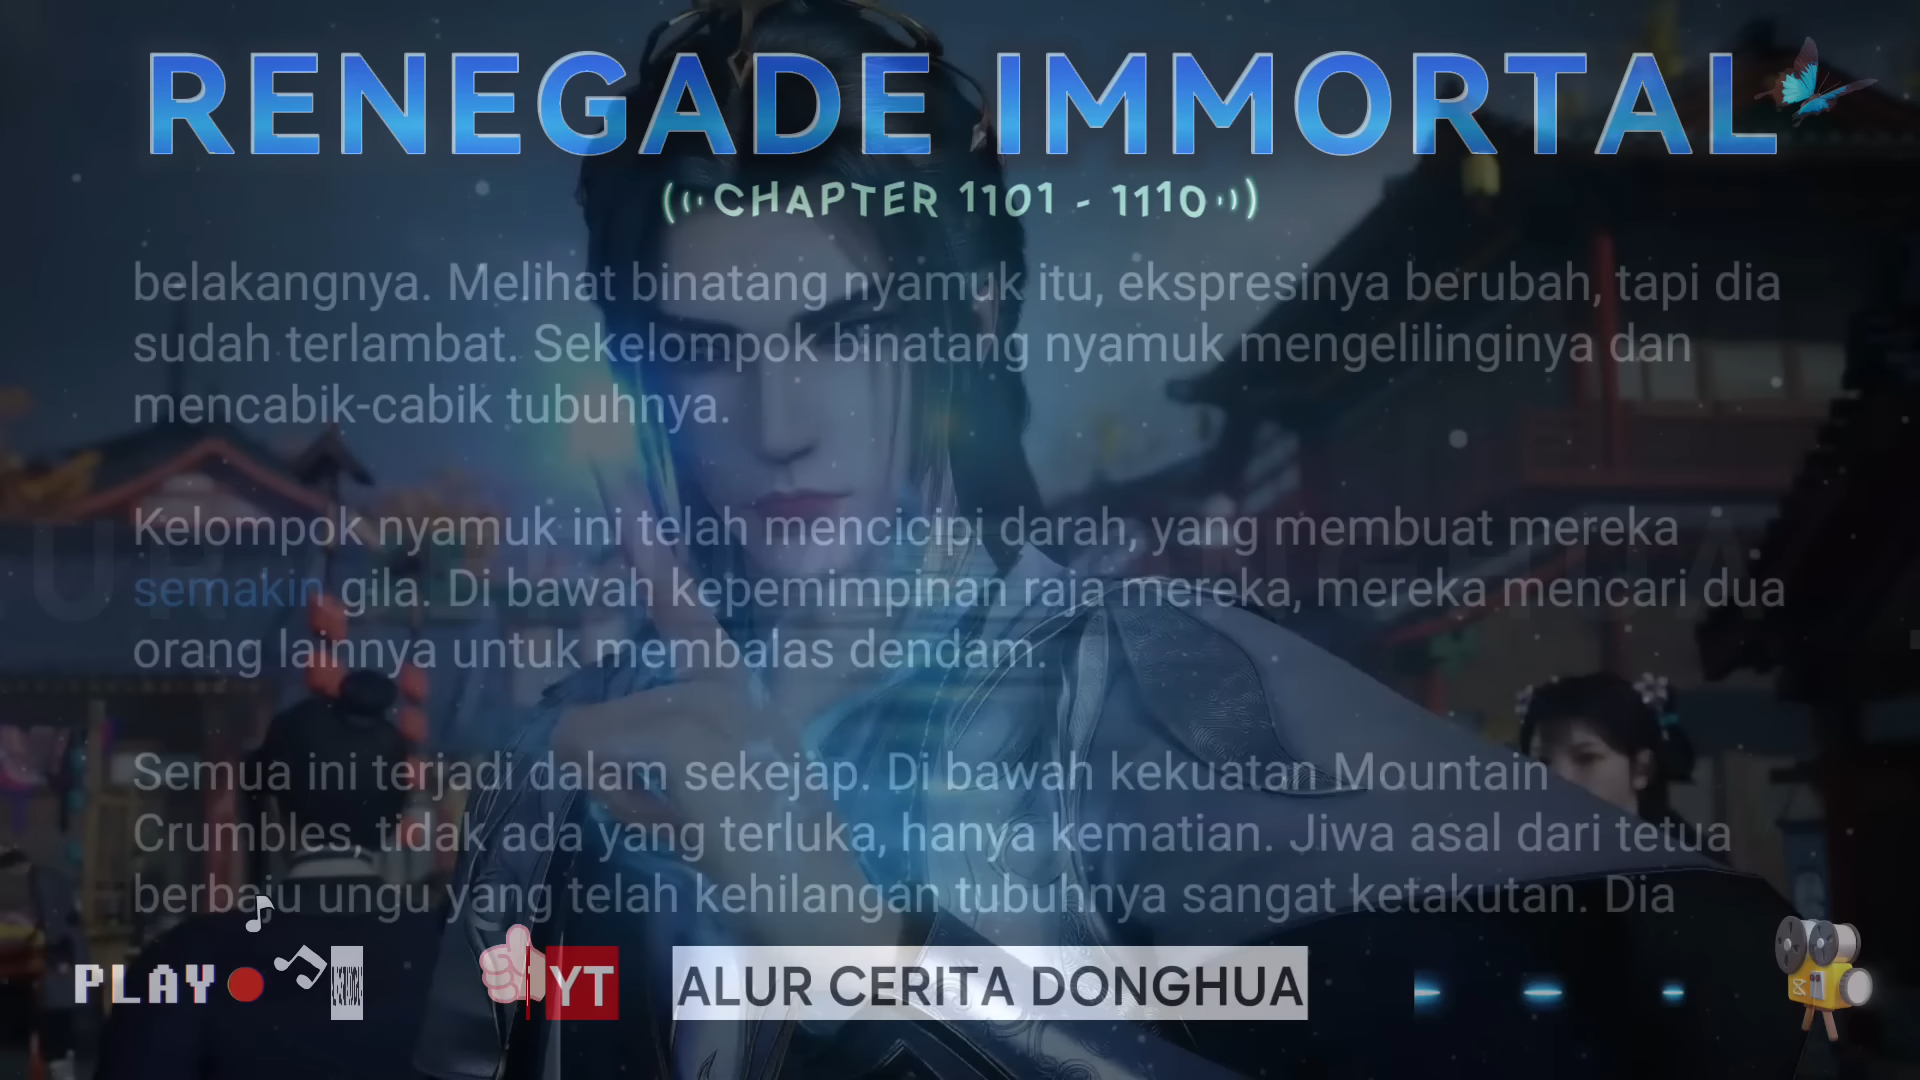 RENEGADE IMMORTAL
CHAPTER 1101 - 1110
belakangnya. Melihat binatang nyamuk itu, ekspresinya berubah, tapi dia
sudah terlambat. Sekelompok binatang nyamuk mengelilinginya dan
mencabik-cabik tubuhnya.
Kelompok nyamuk ini telah mencicipi darah, yang membuat mereka
semakin gila. Di bawah kepemimpinan raja mereka, mereka mencari dua
orang lainnya untuk membalas dendam.
Semua ini terjadi dalam sekejap. Di bawah kekuatan Mountain
Crumbles, tidak ada yang terluka, hanya kematian. Jiwa asal dari tetua
berbaju ungu yang telah kehilangan tubuhnya sangat ketakutan. Dia
PLAY
YT
ALUR CERITA DONGHUA